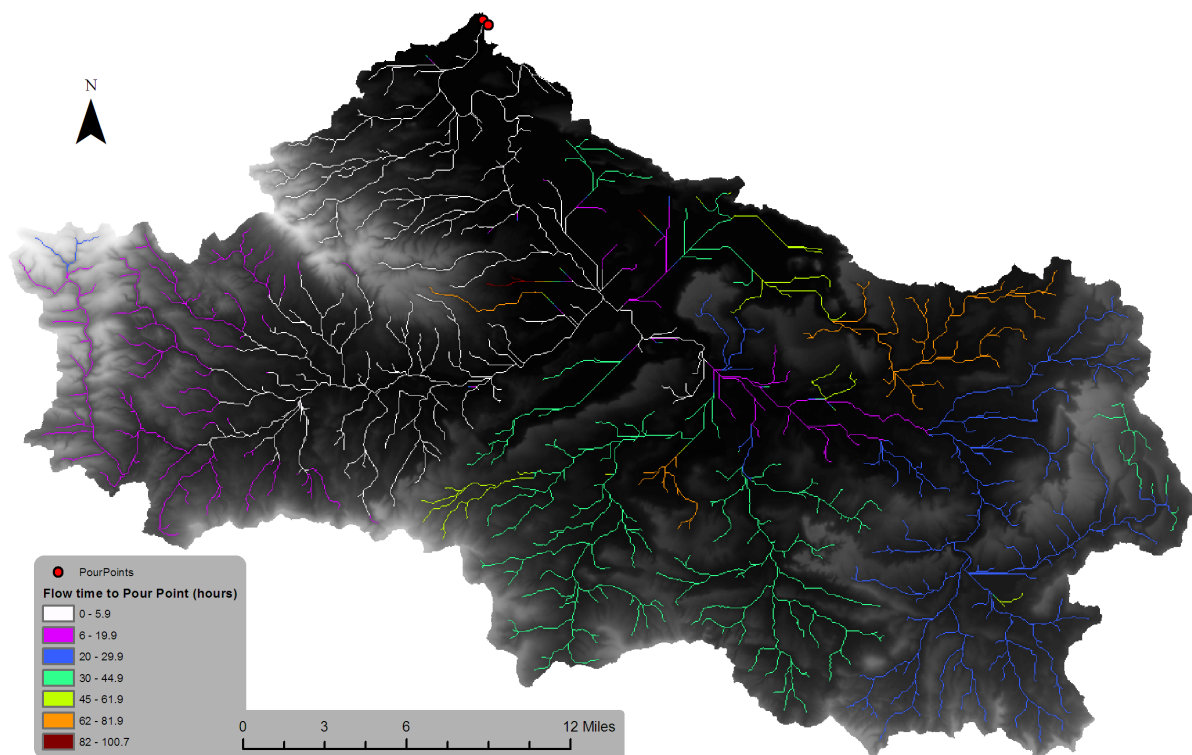 N
PourPoints
Flow time to Pour Point (hours)
0 - 5.9
6 - 19.9
20 - 29.9
30 - 44.9
45 - 61.9
62 - 81.9
82 - 100.7
0 3 6 12 Miles